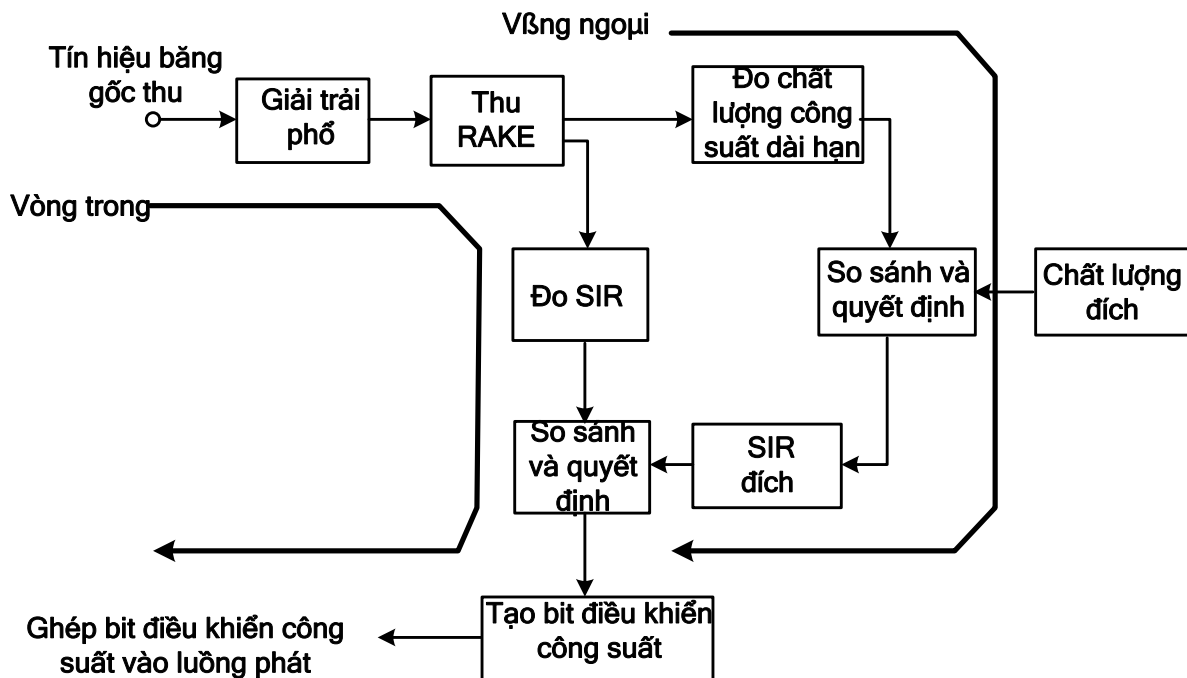 Vßng ngoµi
Tín hiệu băng
gốc thu
Giải trải
phổ
Thu
RAKE
Đo chất
lượng công
suất dài hạn
Vòng trong
Đo SIR
So sánh và
quyết định
Chất lượng
đích
So sánh
và quyết
định
SIR
đích
Tạo bit điều khiển
công suất
Ghép bit điều khiển công
suất vào luồng phát